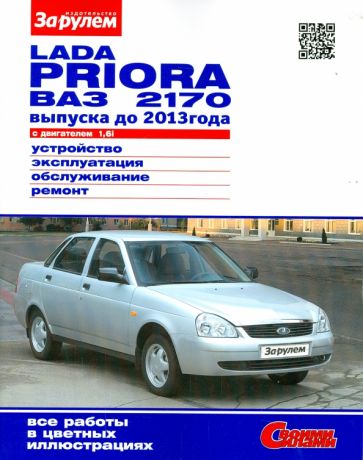 издательство
За рулем
LADA
PRIORA
ВАЗ 2170
выпуска до 2013 года
с двигателем 1,6i
устройство
эксплуатация
обслуживание
ремонт
За рулем
все работы
в цветных
иллюстрациях
Своими
силами